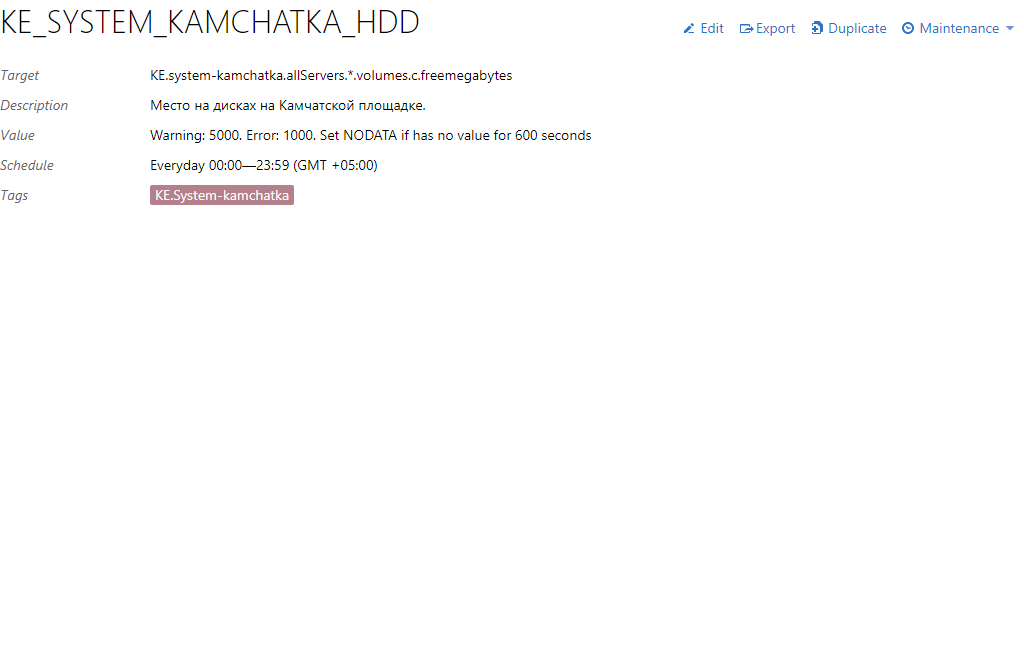 KE_SYSTEM_KAMCHATKA_HDD
Edit Export Duplicate Maintenance
Target KE.system-kamchatka.allServers.*.volumes.c.freemegabytes
Description Место на дисках на Камчатской площадке.
Value Warning: 5000. Error: 1000. Set NODATA if has no value for 600 seconds
Schedule Everyday 00:00—23:59 (GMT +05:00)
Tags KE.System-kamchatka